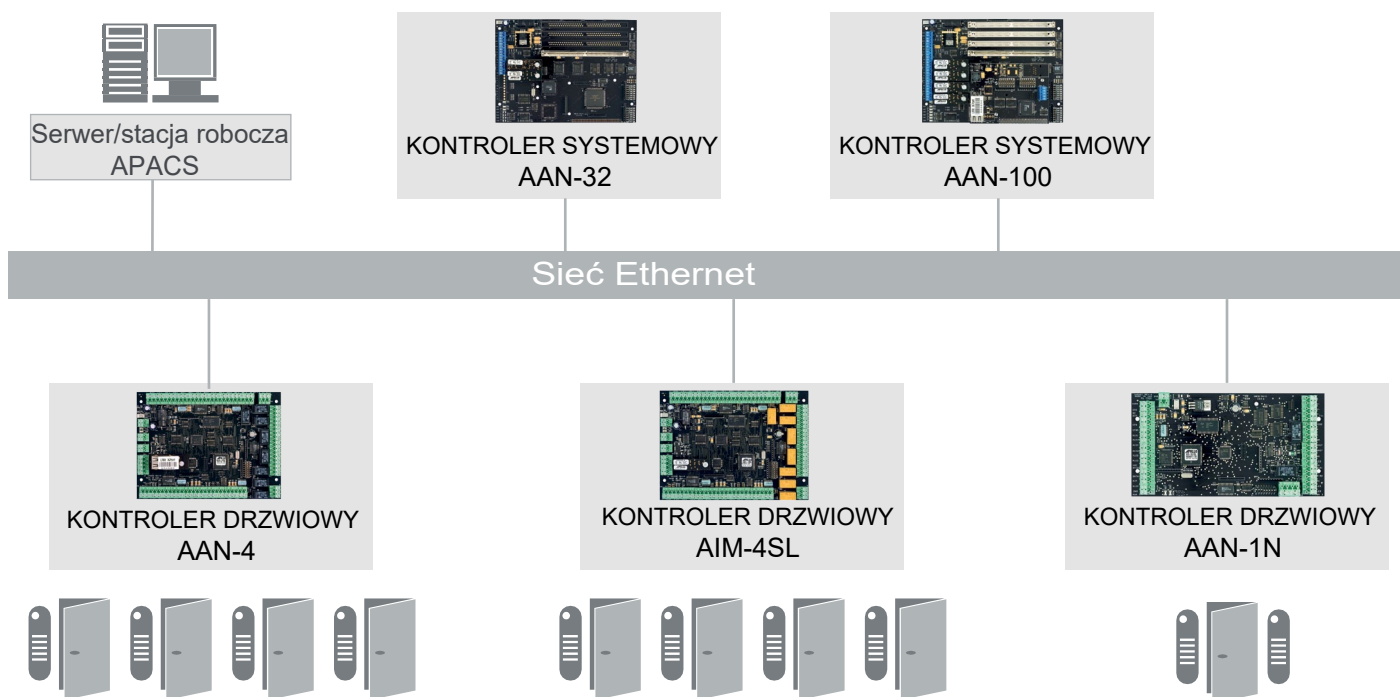 Serwer/stacja robocza
APACS
KONTROLER SYSTEMOWY
AAN-32
KONTROLER SYSTEMOWY
AAN-100
Sieć Ethernet
KONTROLER DRZWIOWY
AAN-4
KONTROLER DRZWIOWY
AIM-4SL
KONTROLER DRZWIOWY
AAN-1N